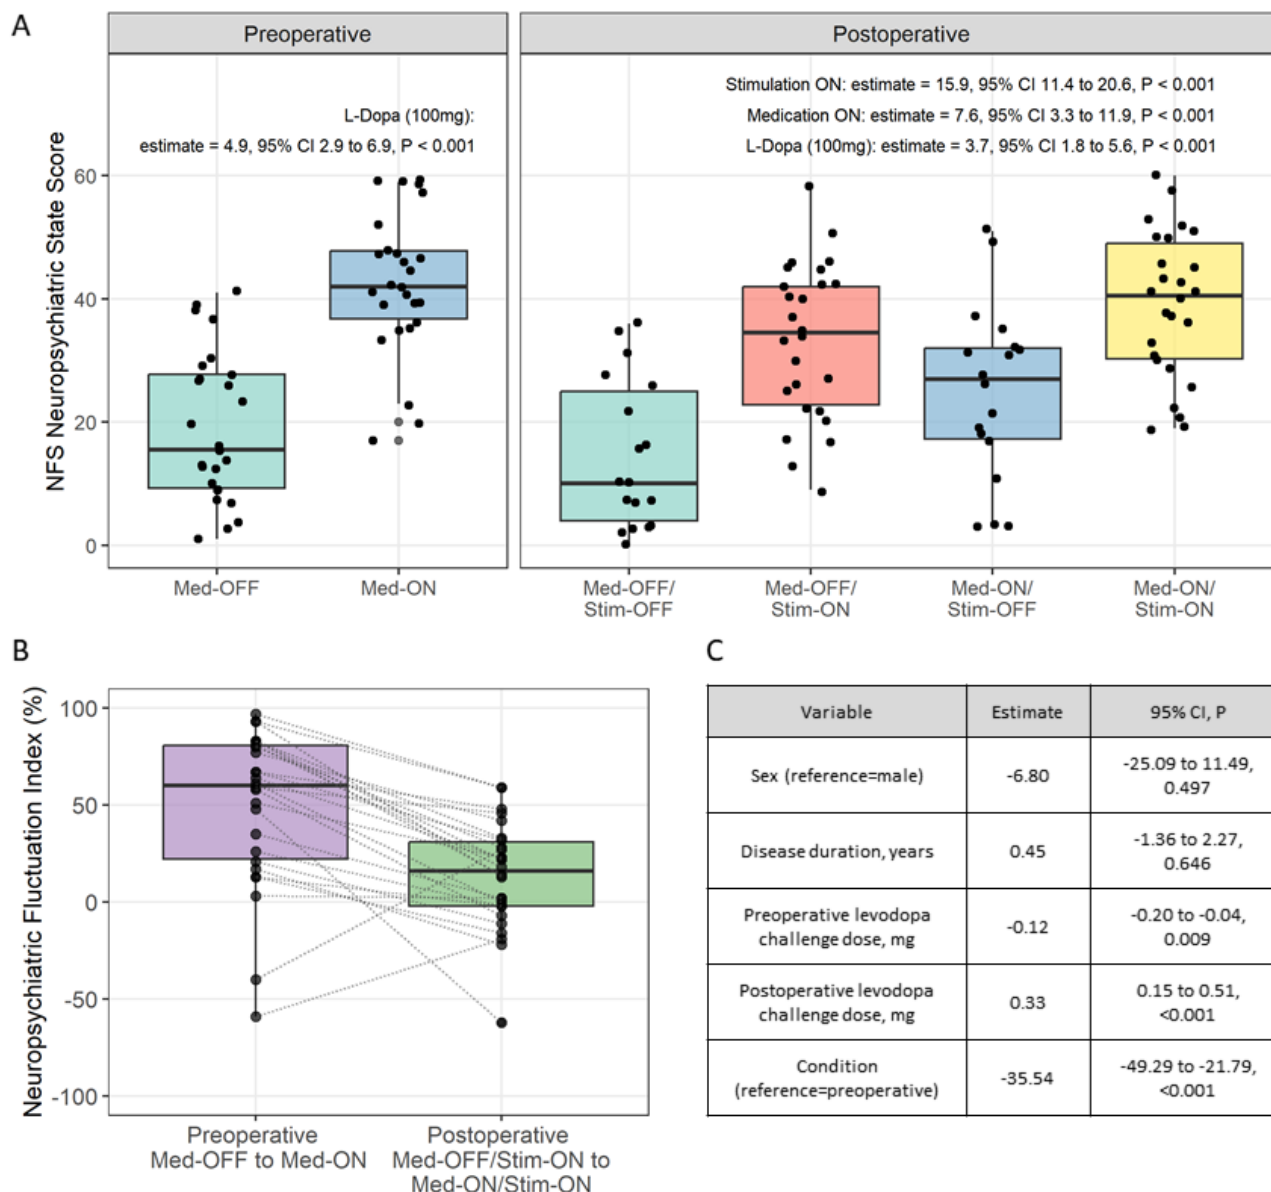 A
Preoperative
Postoperative
L-Dopa (100mg):
estimate = 4.9, 95% CI 2.9 to 6.9, P < 0.001
Stimulation ON: estimate = 15.9, 95% CI 11.4 to 20.6, P < 0.001
Medication ON: estimate = 7.6, 95% CI 3.3 to 11.9, P < 0.001
L-Dopa (100mg): estimate = 3.7, 95% CI 1.8 to 5.6, P < 0.001
NFS Neuropsychiatric State Score
60
40
20
0
Med-OFF
Med-ON
Med-OFF/
Stim-OFF
Med-OFF/
Stim-ON
Med-ON/
Stim-OFF
Med-ON/
Stim-ON
B
Neuropsychiatric Fluctuation Index (%)
100
50
0
-50
-100
Preoperative
Med-OFF to Med-ON
Postoperative
Med-OFF/Stim-ON to
Med-ON/Stim-ON
C
Variable Estimate 95% CI, P
Sex (reference=male) -6.80 -25.09 to 11.49,
0.497
Disease duration, years 0.45 -1.36 to 2.27,
0.646
Preoperative levodopa
challenge dose, mg -0.12 -0.20 to -0.04,
0.009
Postoperative levodopa
challenge dose, mg 0.33 0.15 to 0.51,
<0.001
Condition
(reference=preoperative) -35.54 -49.29 to -21.79,
<0.001